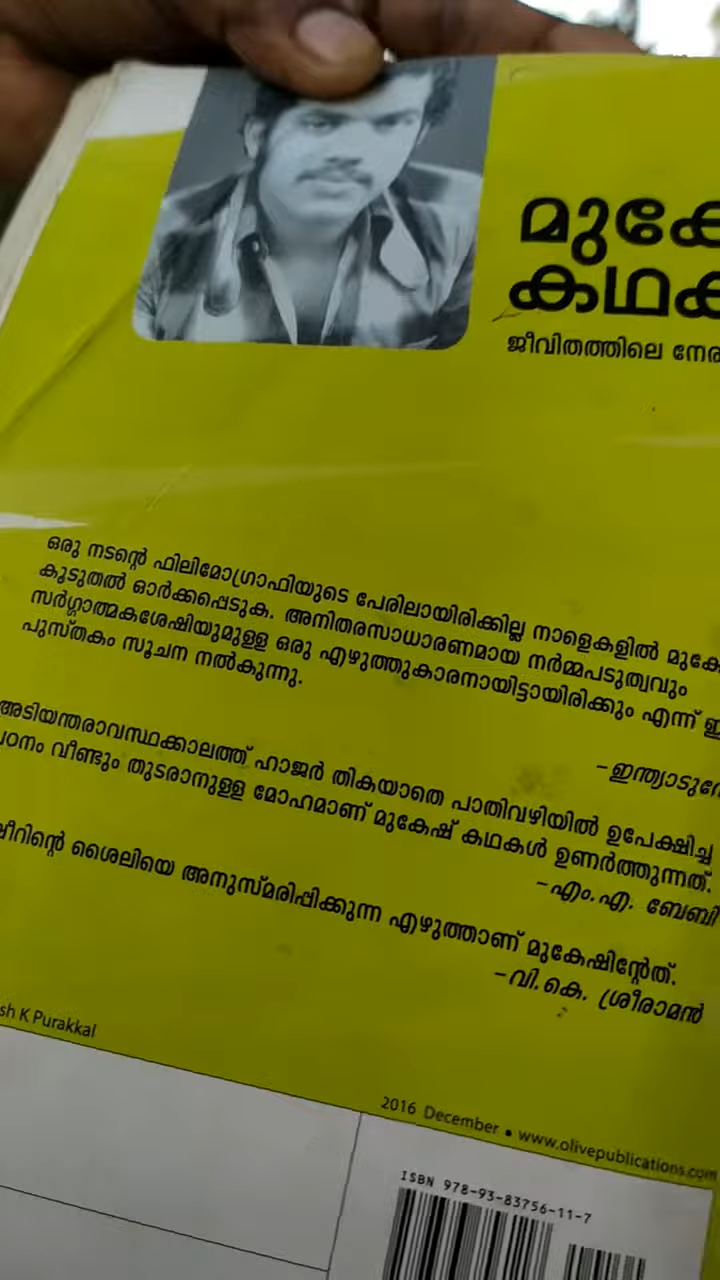 മുകേ
കഥക
ജീവിതത്തിലെ നേര
ഒരു നടന്റെ ഫിലിമോഗ്രാഫിയുടെ പേരിലായിരിക്കില്ല നാളെകളിൽ മുകേ
കൂടുതൽ ഓർക്കപ്പെടുക. അനിതരസാധാരണമായ നർമ്മപടുത്വവും
സർഗ്ഗാത്മകശേഷിയുമുള്ള ഒരു എഴുത്തുകാരനായിട്ടായിരിക്കും എന്ന് ഈ
പുസ്തകം സൂചന നൽകുന്നു.
–ഇന്ത്യാടുഡേ
അടിയന്തരാവസ്ഥക്കാലത്ത് ഹാജർ തികയാതെ പാതിവഴിയിൽ ഉപേക്ഷിച്ച
പഠനം വീണ്ടും തുടരാനുള്ള മോഹമാണ് മുകേഷ് കഥകൾ ഉണർത്തുന്നത്.
–എം.എ. ബേബി
ഷീറിന്റെ ശൈലിയെ അനുസ്മരിപ്പിക്കുന്ന എഴുത്താണ് മുകേഷിന്റേത്.
–വി.കെ. ശ്രീരാമൻ
sh K Purakkal
2016 December • www.olivepublications.com
ISBN 978-93-83756-11-7